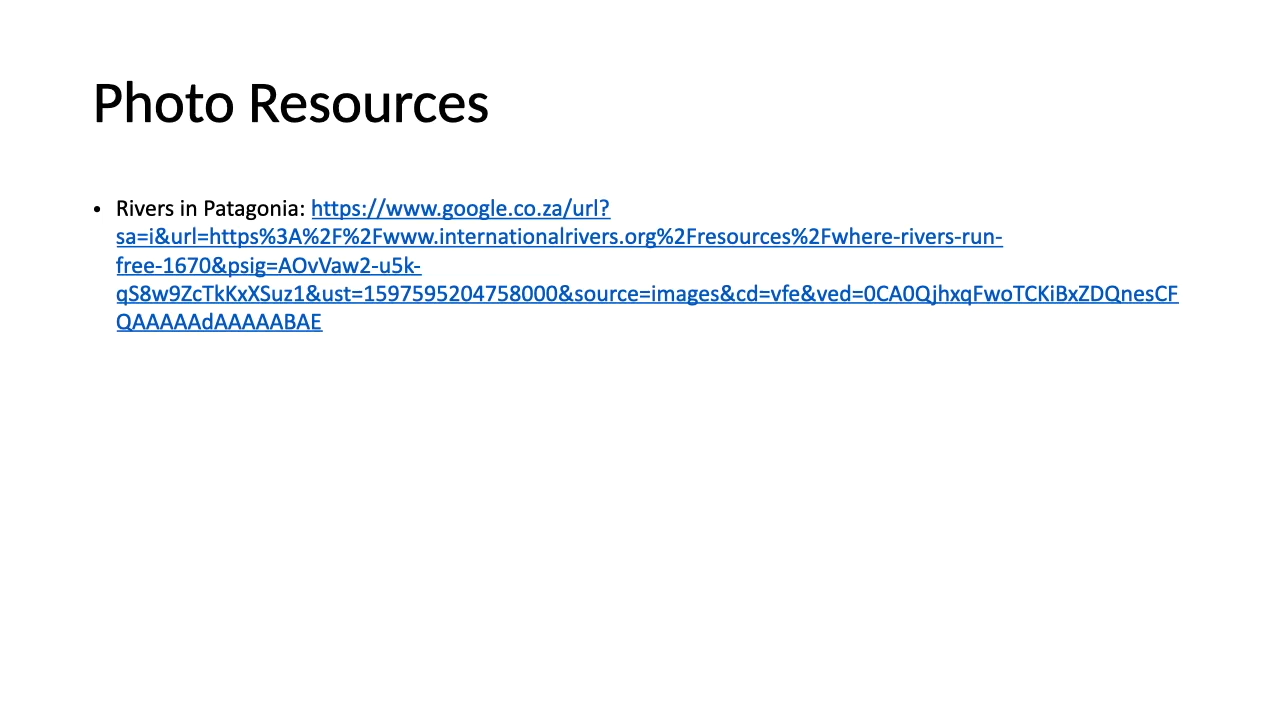 Photo Resources
• Rivers in Patagonia: https://www.google.co.za/url?
sa=i&url=https%3A%2F%2Fwww.internationalrivers.org%2Fresources%2Fwhere-rivers-run-
free-1670&psig=AOvVaw2-u5k-
qS8w9ZcTkKxXSuz1&ust=1597595204758000&source=images&cd=vfe&ved=0CA0QjhxqFwoTCKiBxZDQnesCF
QAAAAAdAAAAABAE